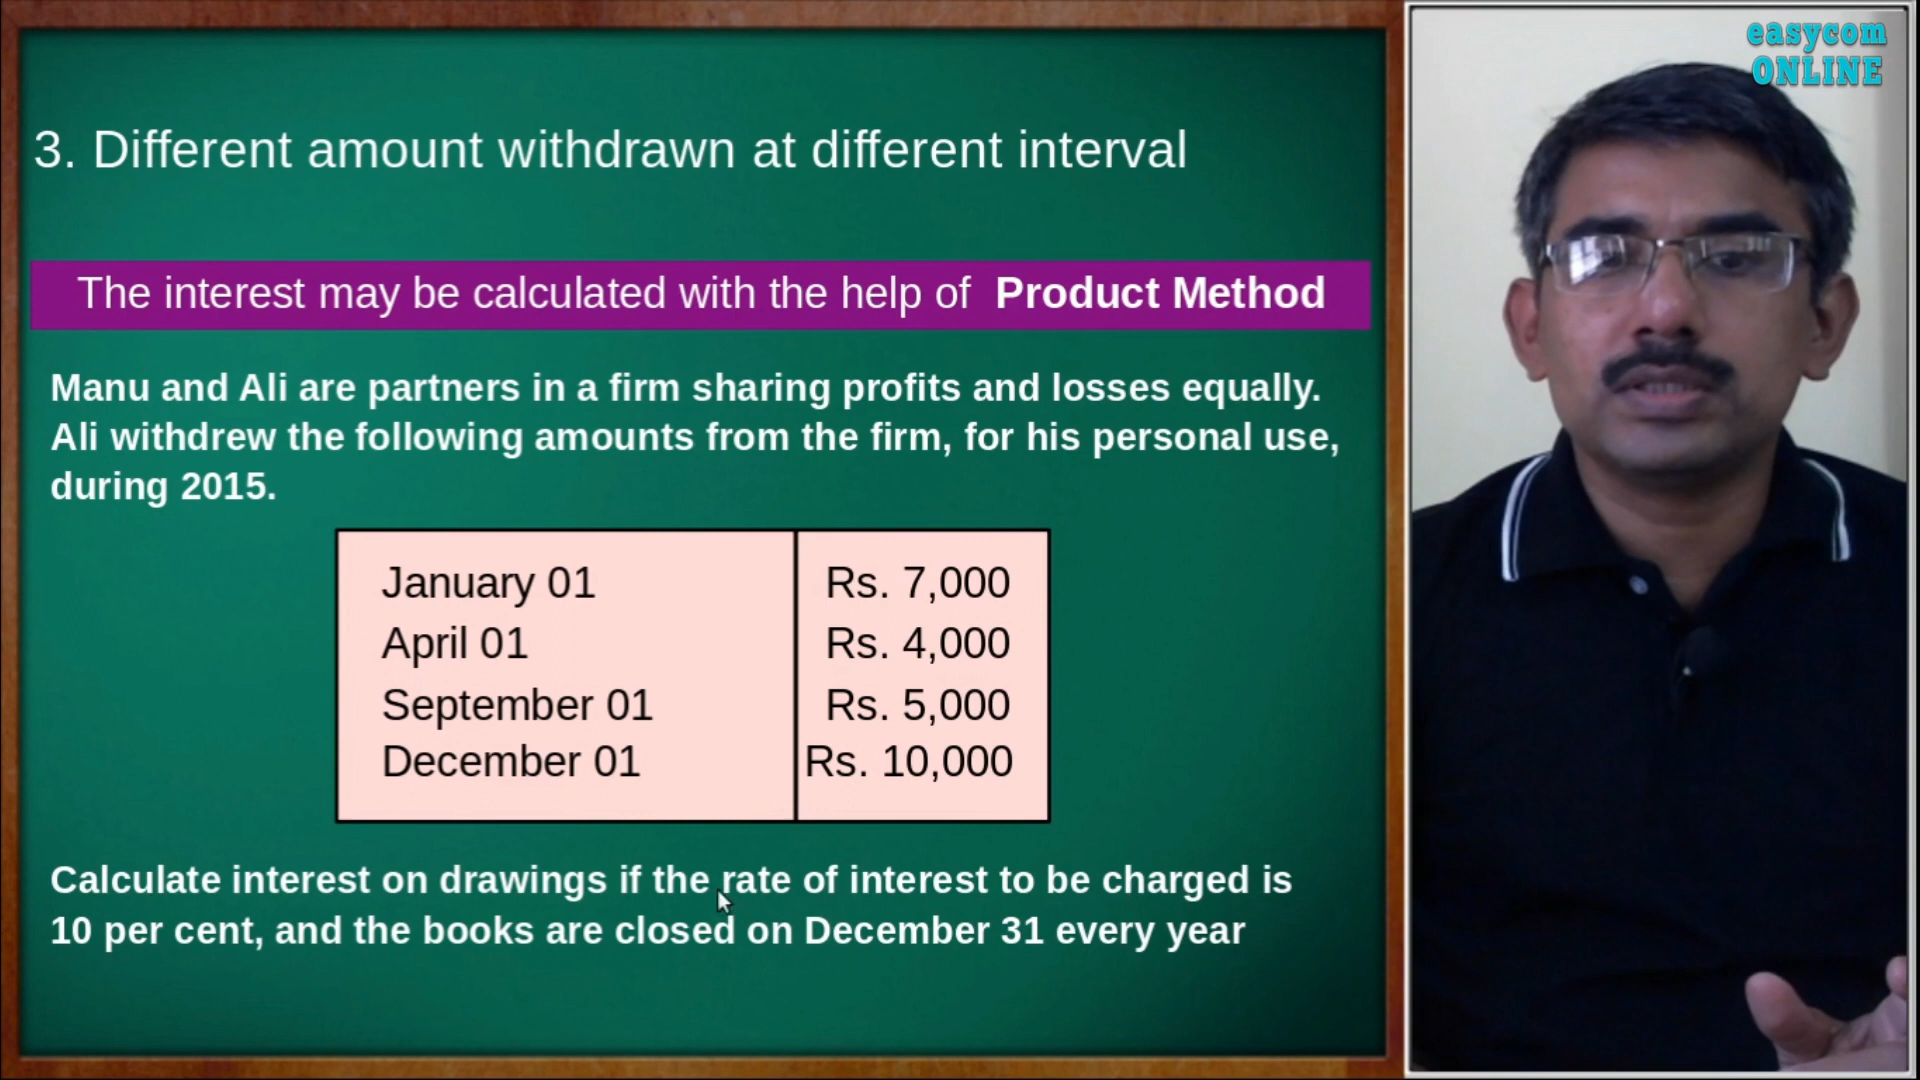 easycom
ONLINE
3. Different amount withdrawn at different interval
The interest may be calculated with the help of Product Method
Manu and Ali are partners in a firm sharing profits and losses equally.
Ali withdrew the following amounts from the firm, for his personal use,
during 2015.
January 01 Rs. 7,000
April 01 Rs. 4,000
September 01 Rs. 5,000
December 01 Rs. 10,000
Calculate interest on drawings if the rate of interest to be charged is
10 per cent, and the books are closed on December 31 every year